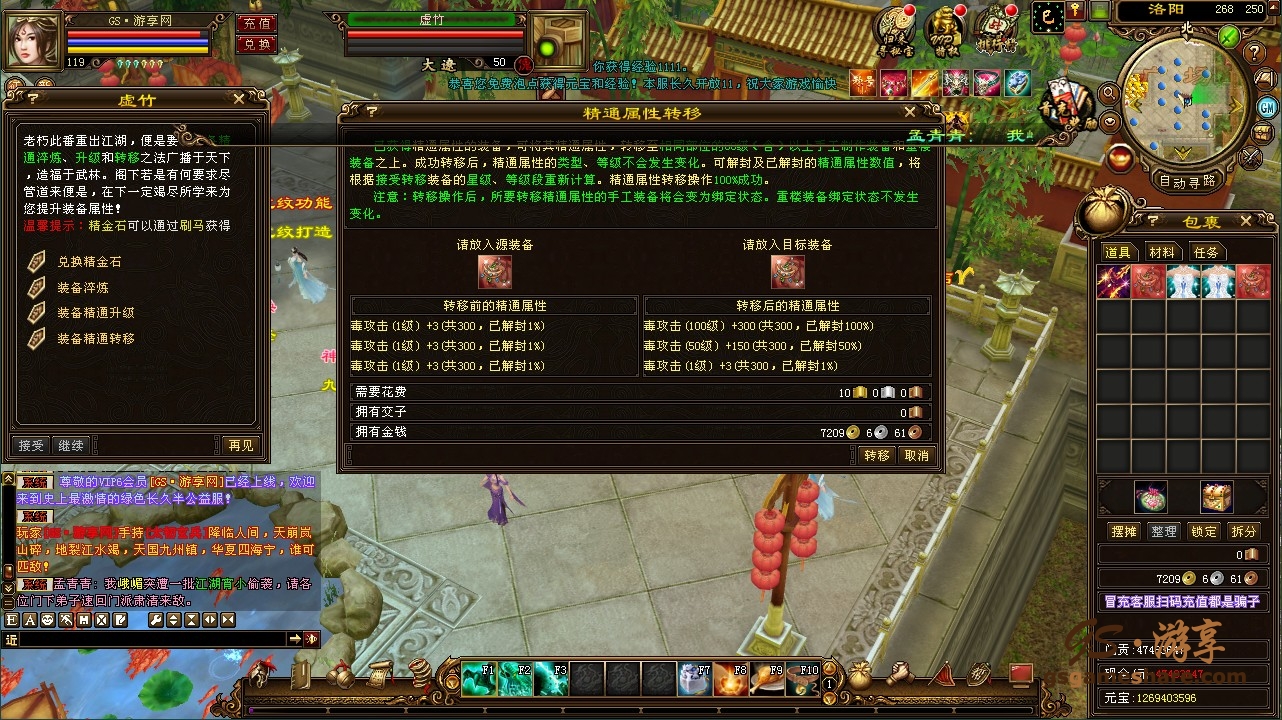 GS·游享网
119
充值
兑换
虚竹
大遼
50
你获得经验1111。
恭喜您免费泡点获得元宝和经验！本服长久开放11，祝大家游戏愉快
洛阳
268 250
北
GM
自动寻路
孟青青： 我
虚竹
老朽此番重出江湖，便是要
通淬炼、升级和转移之法广播于天下
，造福于武林。阁下若是有何要求尽
管道来便是，在下一定竭尽所学来为
您提升装备属性！
温馨提示：精金石可以通过刷马获得
兑换精金石
装备淬炼
装备精通升级
装备精通转移
接受
继续
再见
纹功能
纹打造
神
九
精通属性转移
装备之上。成功转移后，精通属性的类型、等级不会发生变化。可解封及已解封的精通属性数值，将
根据接受转移装备的星级、等级段重新计算。精通属性转移操作100%成功。
注意：转移操作后，所要转移精通属性的手工装备将会变为绑定状态。重楼装备绑定状态不发生
变化。
请放入源装备
请放入目标装备
转移前的精通属性
转移后的精通属性
毒攻击(1级) +3(共300，已解封1%)
毒攻击(1级) +3(共300，已解封1%)
毒攻击(1级) +3(共300，已解封1%)
毒攻击(100级) +300(共300，已解封100%)
毒攻击(50级) +150(共300，已解封50%)
毒攻击(1级) +3(共300，已解封1%)
需要花费
10 0 0
拥有交子
0
拥有金钱
7209 6 61
转移
取消
包裹
道具
材料
任务
摆摊
整理
锁定
拆分
0
7209 6 61
冒充客服扫码充值都是骗子
元宝:1269403596
GS·游享
系统 尊敬的VIP6会员[GS·游享网]已经上线，欢迎
来到史上最激情的绿色长久半公益服！
系统
降临人间，天崩岚
山碎，地裂江水竭，天国九州镇，华夏四海宁，谁可
匹敌！
系统 孟青青：我峨嵋突遭一批江湖宵小偷袭，请各
位门下弟子速回门派肃清来敌。
近
F1 F2 F3 F7 F8 F9 F10
1